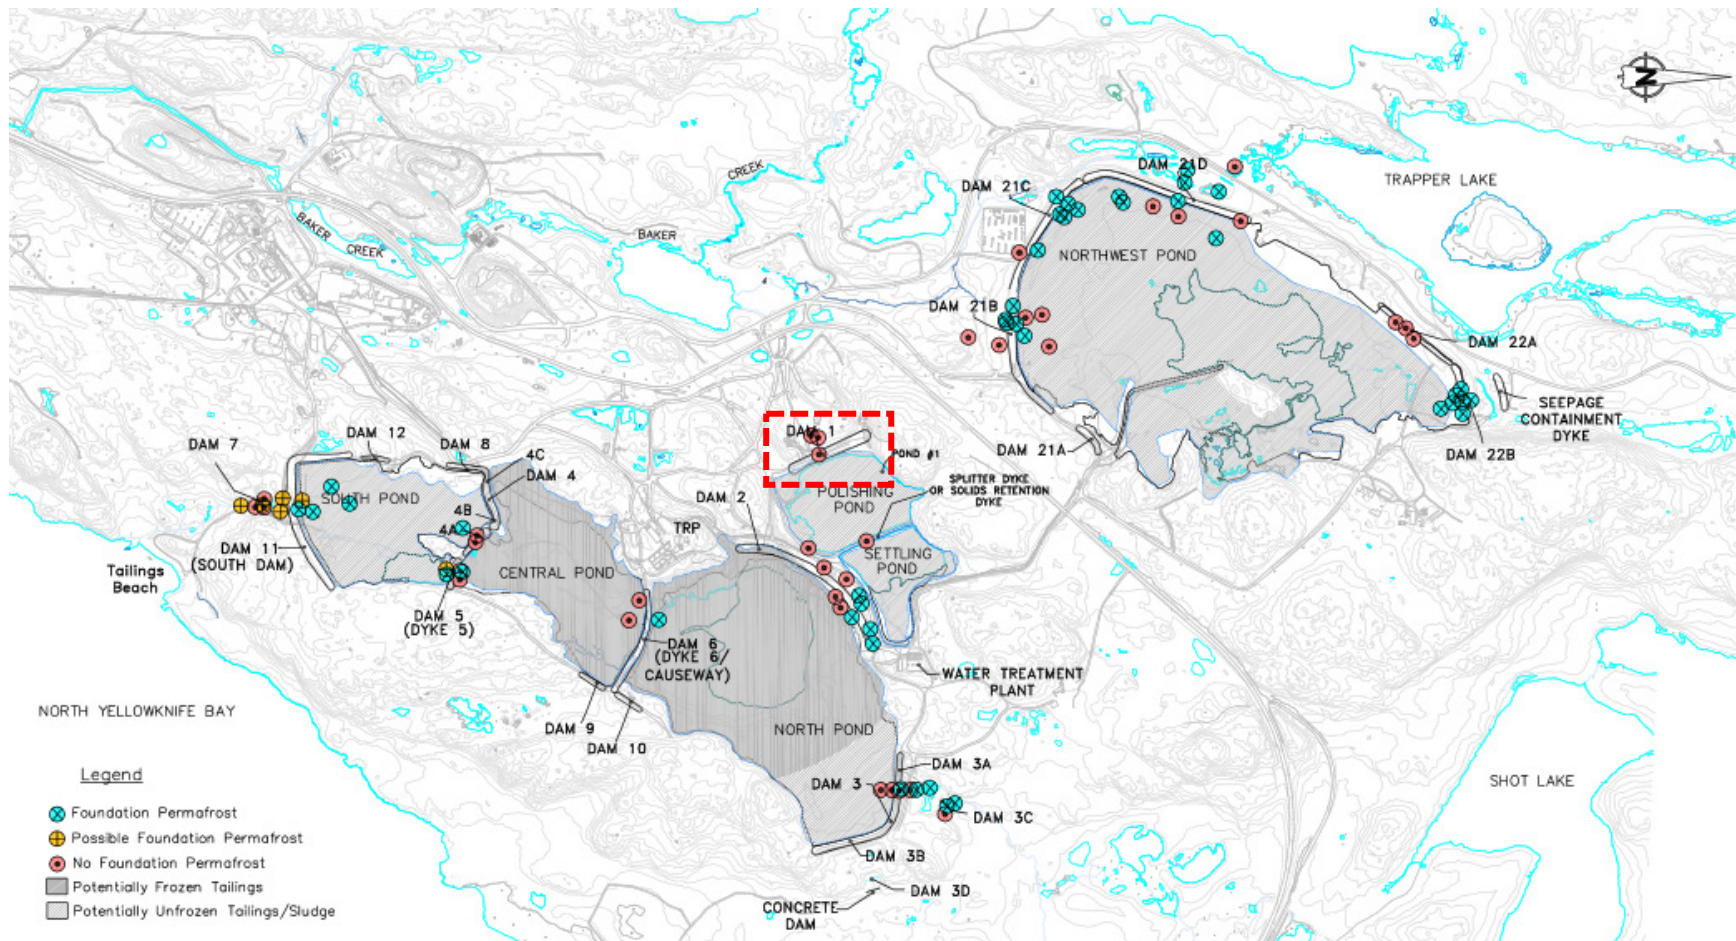 N
CREEK
DAM 21D
TRAPPER LAKE
DAM 21C
BAKER
CREEK
BAKER
NORTHWEST POND
DAM 21B
DAM 22A
SEEPAGE
CONTAINMENT
DYKE
DAM 1
DAM 21A
DAM 22B
POND #1
DAM 12
DAM 8
DAM 7
4C
DAM 4
SOUTH POND
SPLITTER DYKE
OR SOLIDS RETENTION
DYKE
DAM 2
POLISHING
POND
4B
4A
TRP
SETTLING
POND
DAM 11
(SOUTH DAM)
Tailings
Beach
CENTRAL POND
DAM 5
(DYKE 5)
DAM 6
(DYKE 6/
CAUSEWAY)
WATER TREATMENT
PLANT
NORTH YELLOWKNIFE BAY
DAM 9
DAM 10
NORTH POND
DAM 3A
DAM 3
DAM 3C
SHOT LAKE
DAM 3B
DAM 3D
CONCRETE
DAM
Legend
Foundation Permafrost
Possible Foundation Permafrost
No Foundation Permafrost
Potentially Frozen Tailings
Potentially Unfrozen Tailings/Sludge